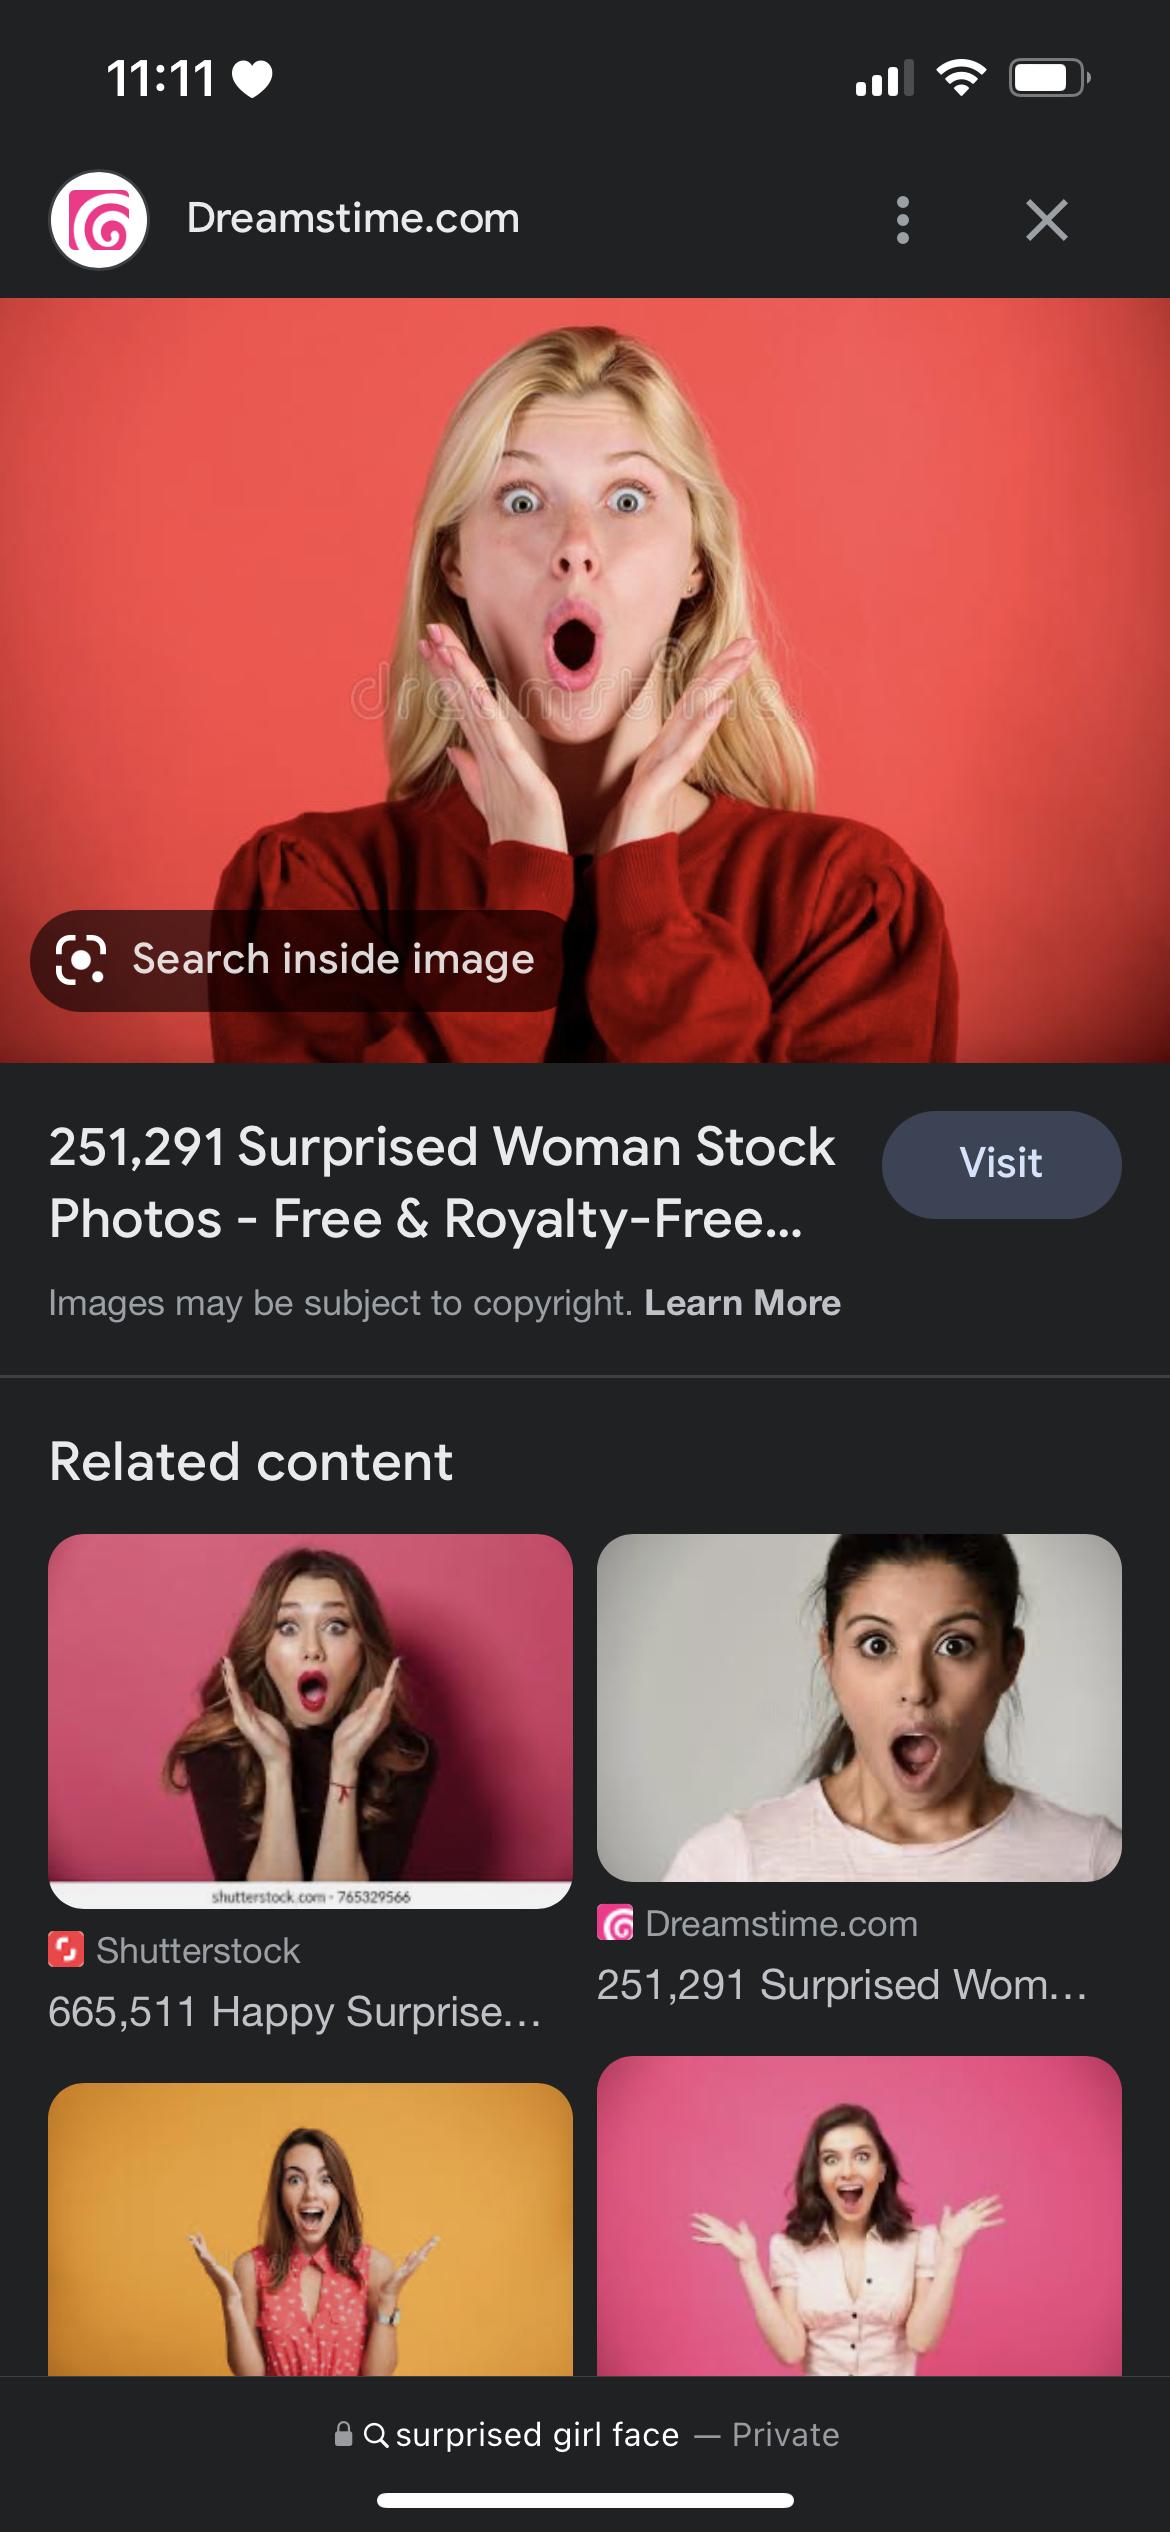 11:11
Dreamstime.com
dreamstime
Search inside image
251,291 Surprised Woman Stock
Photos - Free & Royalty-Free...
Visit
Images may be subject to copyright. Learn More
Related content
shutterstock.com · 765329566
Shutterstock
665,511 Happy Surprise...
Dreamstime.com
251,291 Surprised Wom...
surprised girl face — Private